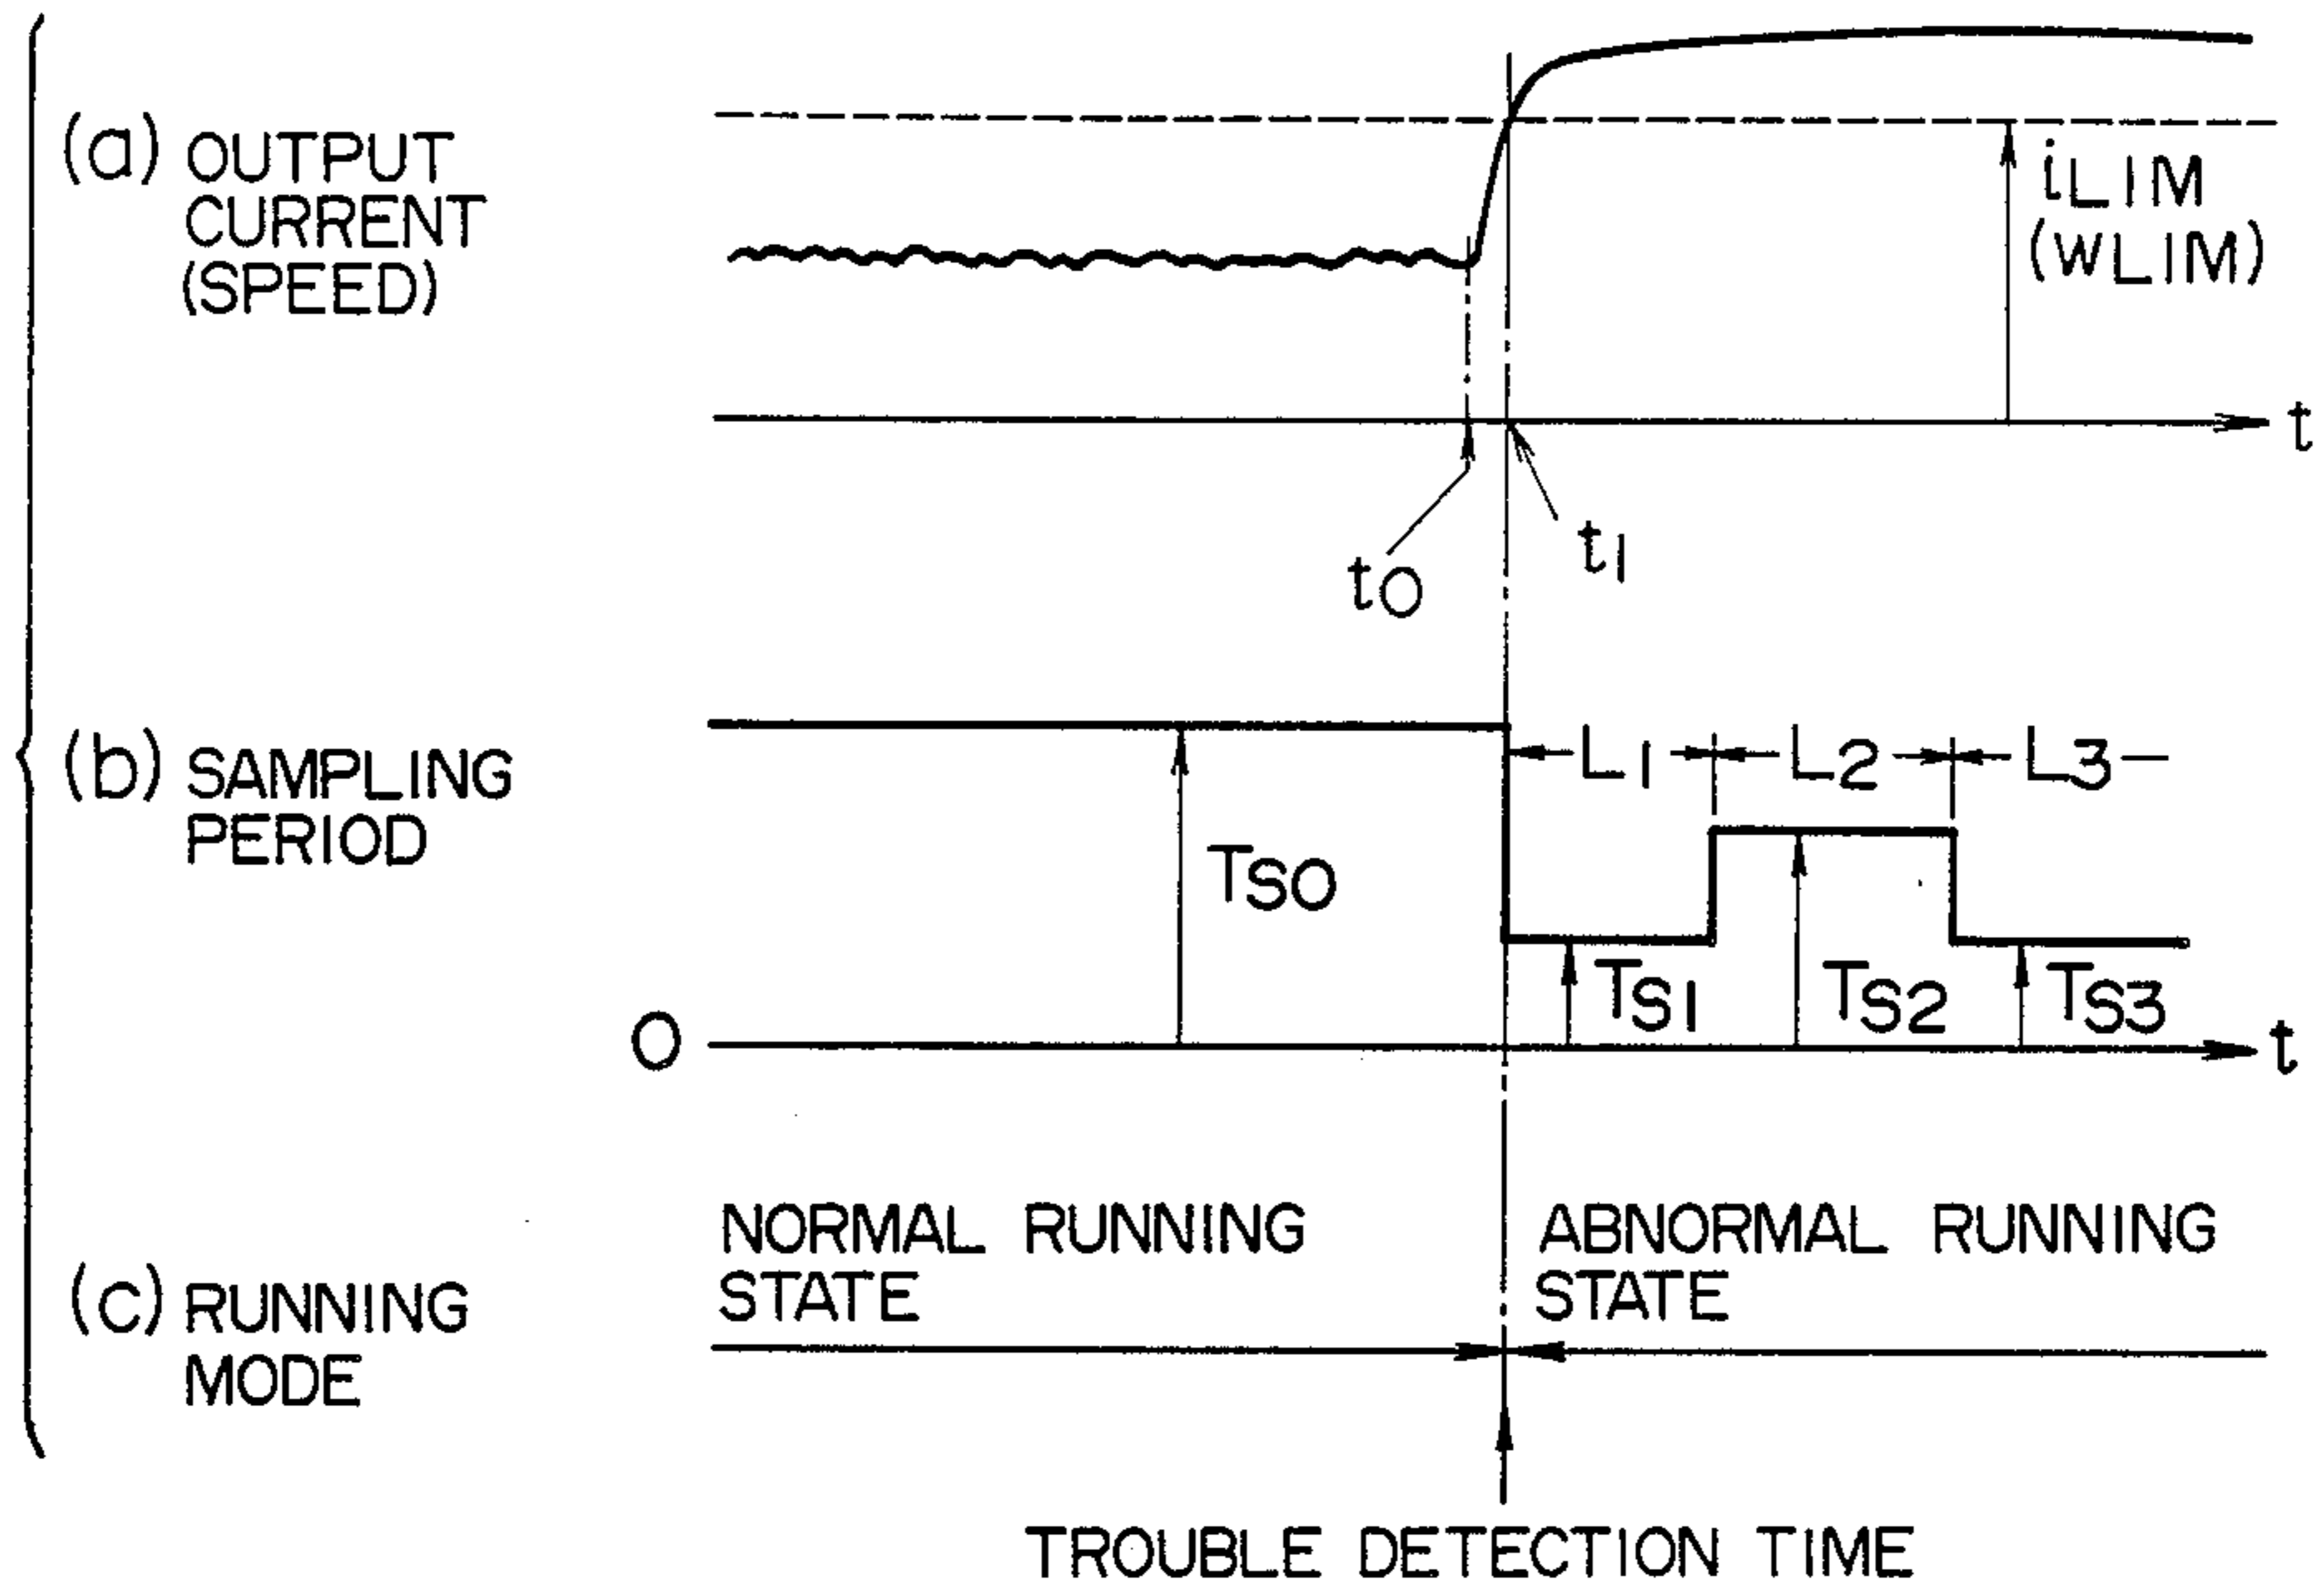 (a) OUTPUT
CURRENT
(SPEED)
iLIM
(WLIM)
t
t0
t1
(b) SAMPLING
PERIOD
L1
L2
L3
TS0
TS1
TS2
TS3
0
t
(c) RUNNING
MODE
NORMAL RUNNING
STATE
ABNORMAL RUNNING
STATE
TROUBLE DETECTION TIME